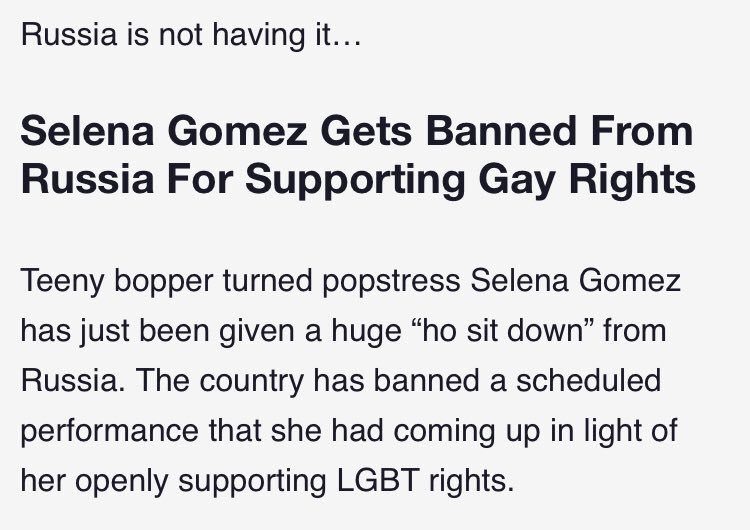 Russia is not having it…
Selena Gomez Gets Banned From
Russia For Supporting Gay Rights
Teeny bopper turned popstress Selena Gomez
has just been given a huge “ho sit down” from
Russia. The country has banned a scheduled
performance that she had coming up in light of
her openly supporting LGBT rights.